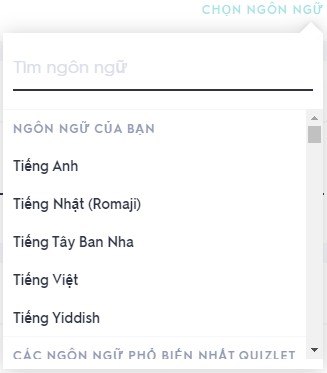 CHỌN NGÔN NGỮ
Tìm ngôn ngữ
NGÔN NGỮ CỦA BẠN
Tiếng Anh
Tiếng Nhật (Romaji)
Tiếng Tây Ban Nha
Tiếng Việt
Tiếng Yiddish
CÁC NGÔN NGỮ PHỔ BIẾN NHẤT QUIZLET